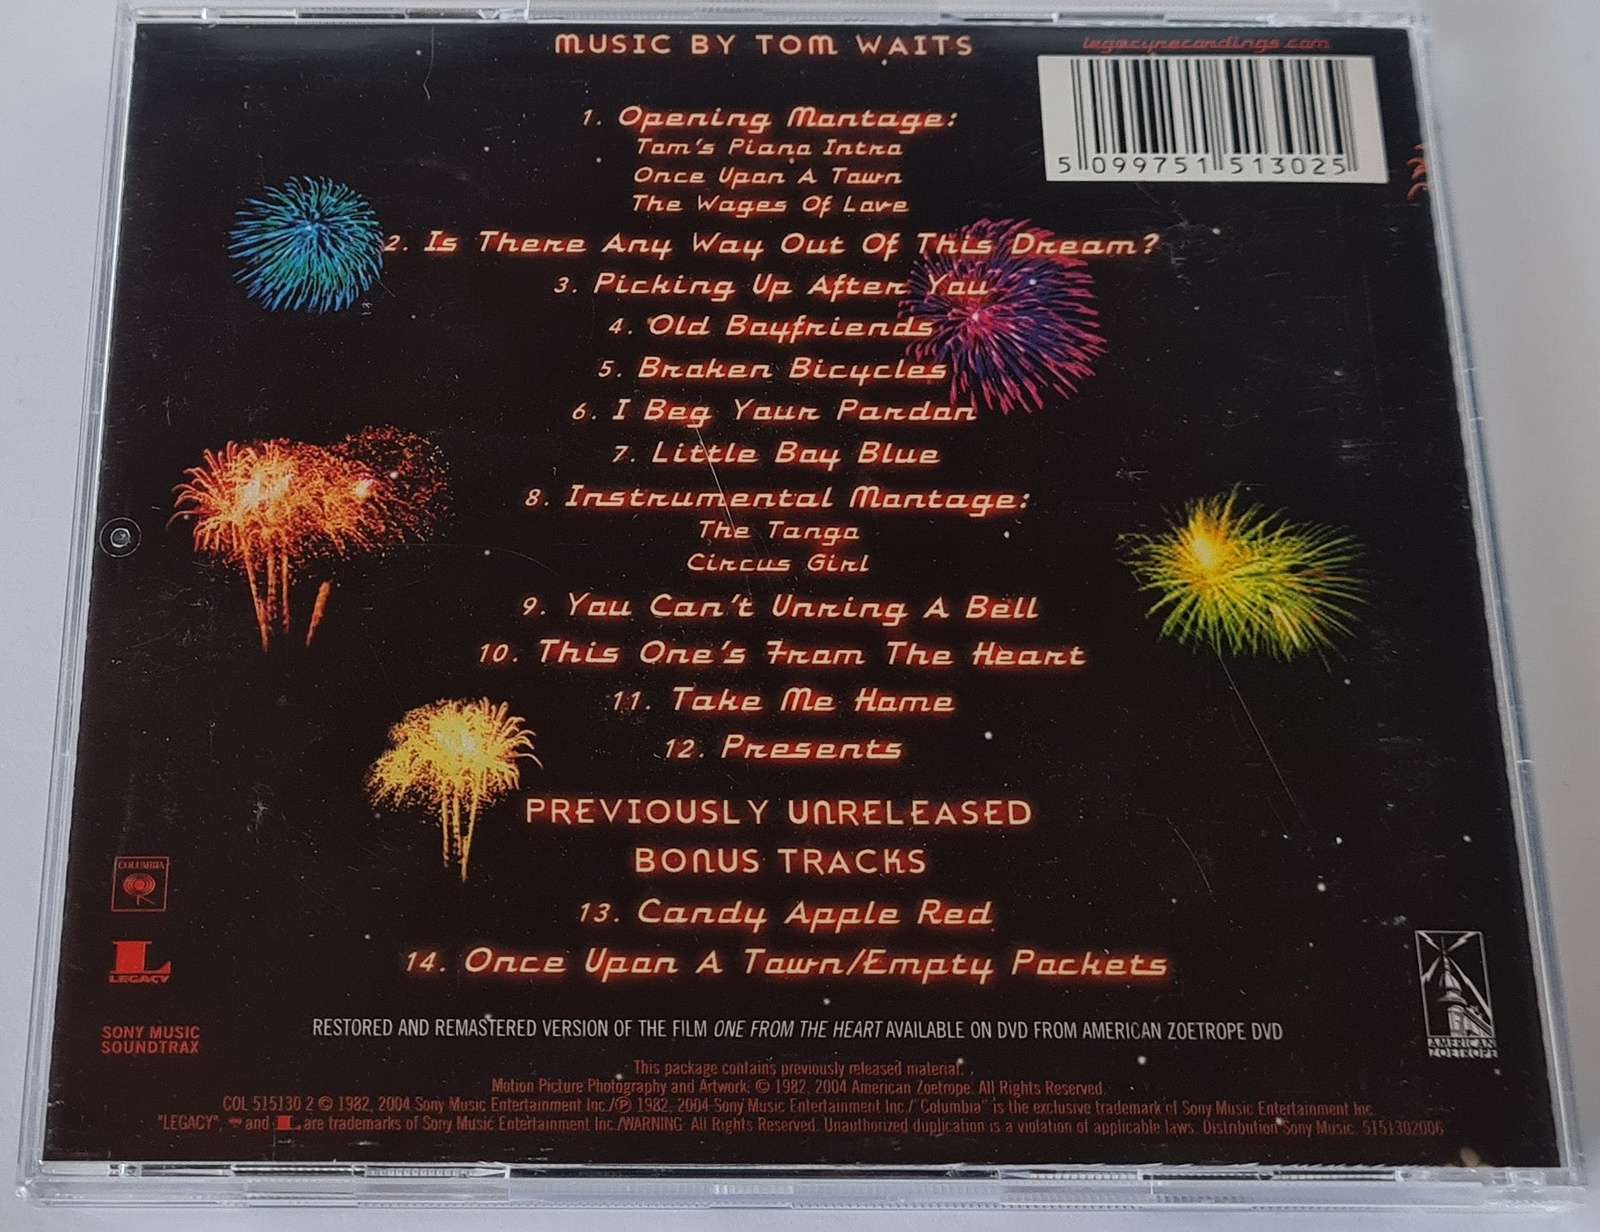 MUSIC BY TOM WAITS
legacyrecordings.com
5 099751 513025
1. Opening Montage:
Tom's Piano Intro
Once Upon A Town
The Wages Of Love
2. Is There Any Way Out Of This Dream?
3. Picking Up After You
4. Old Boyfriends
5. Broken Bicycles
6. I Beg Your Pardon
7. Little Boy Blue
8. Instrumental Montage:
The Tango
Circus Girl
9. You Can't Unring A Bell
10. This One's From The Heart
11. Take Me Home
12. Presents
PREVIOUSLY UNRELEASED
BONUS TRACKS
13. Candy Apple Red
14. Once Upon A Town/Empty Pockets
COLUMBIA
LEGACY
SONY MUSIC
SOUNDTRAX
AMERICAN
ZOETROPE
RESTORED AND REMASTERED VERSION OF THE FILM ONE FROM THE HEART AVAILABLE ON DVD FROM AMERICAN ZOETROPE DVD
This package contains previously released material.
Motion Picture Photography and Artwork, © 1982, 2004 American Zoetrope. All Rights Reserved.
COL 515130 2 © 1982, 2004 Sony Music Entertainment Inc./℗ 1982, 2004 Sony Music Entertainment Inc./"Columbia" is the exclusive trademark of Sony Music Entertainment Inc.
"LEGACY", and L are trademarks of Sony Music Entertainment Inc./WARNING: All Rights Reserved. Unauthorized duplication is a violation of applicable laws. Distribution Sony Music. 5151302006